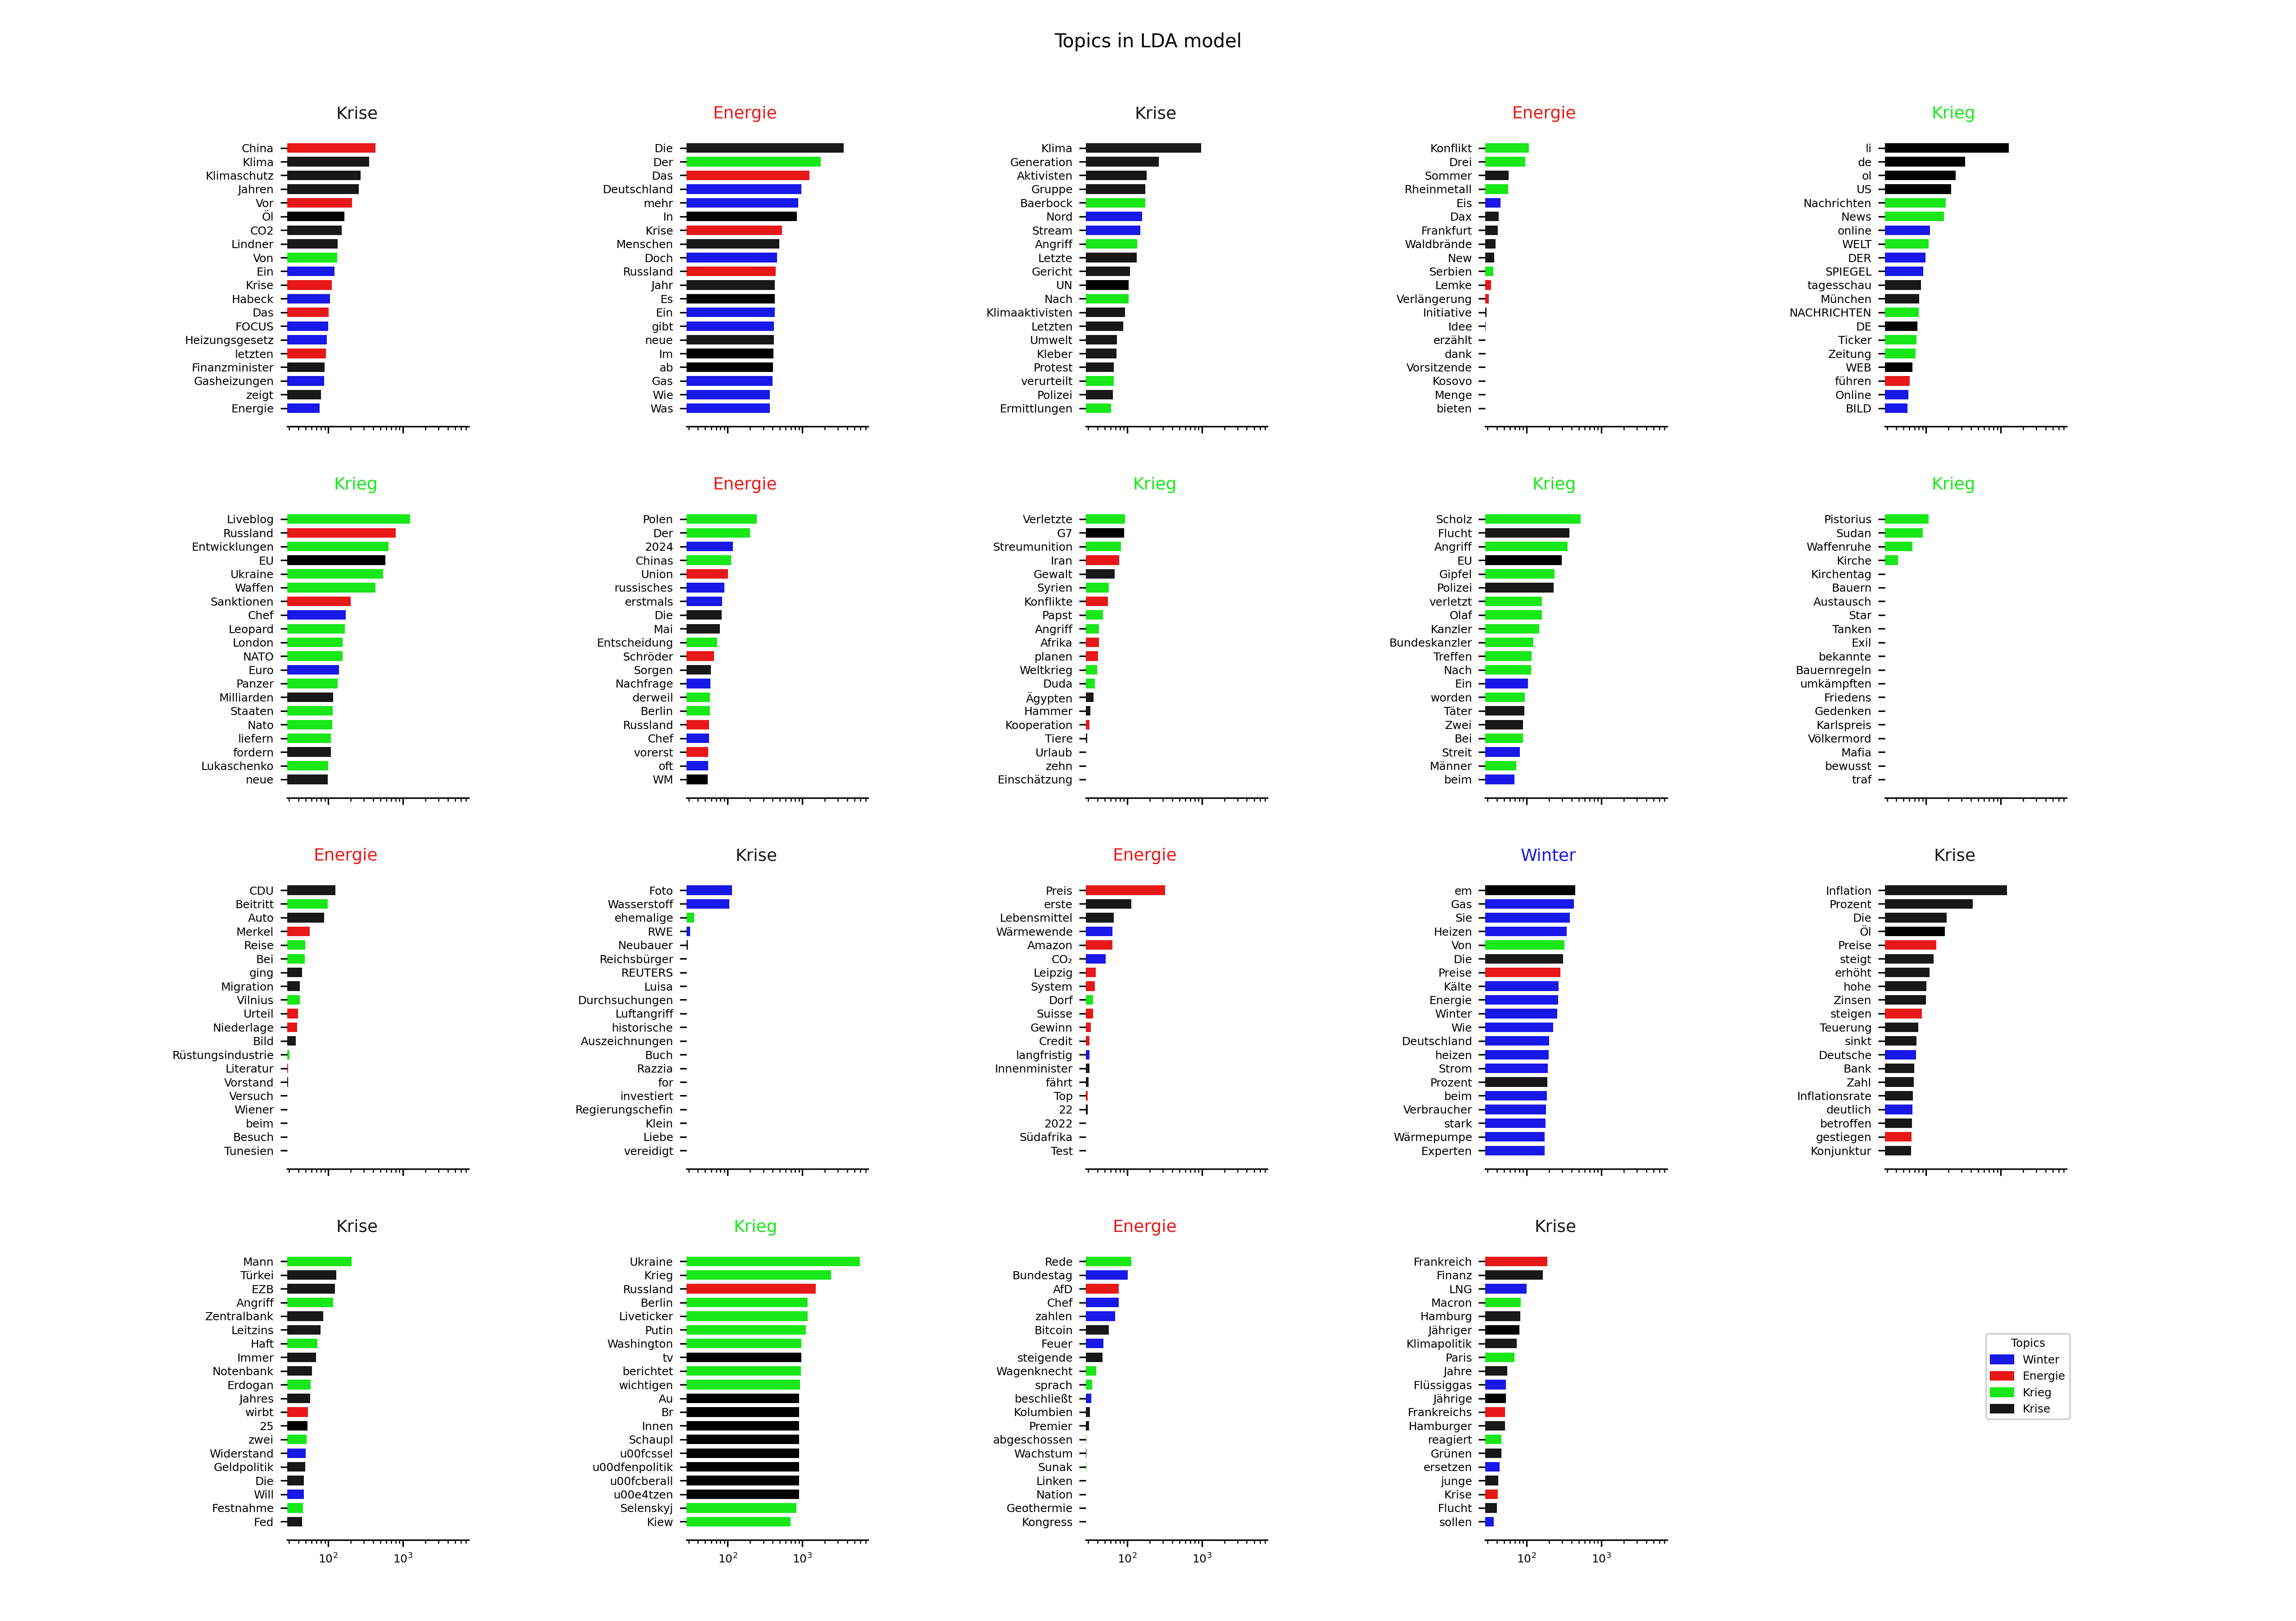 Topics in LDA model
Krise
China
Klima
Klimaschutz
Jahren
Vor
Öl
CO2
Lindner
Von
Ein
Krise
Habeck
Das
FOCUS
Heizungsgesetz
letzten
Finanzminister
Gasheizungen
zeigt
Energie
Energie
Die
Der
Das
Deutschland
mehr
In
Krise
Menschen
Doch
Russland
Jahr
Es
Ein
gibt
neue
Im
ab
Gas
Wie
Was
Krise
Klima
Generation
Aktivisten
Gruppe
Baerbock
Nord
Stream
Angriff
Letzte
Gericht
UN
Nach
Klimaaktivisten
Letzten
Umwelt
Kleber
Protest
verurteilt
Polizei
Ermittlungen
Energie
Konflikt
Drei
Sommer
Rheinmetall
Eis
Dax
Frankfurt
Waldbrände
New
Serbien
Lemke
Verlängerung
Initiative
Idee
erzählt
dank
Vorsitzende
Kosovo
Menge
bieten
Krieg
li
de
ol
US
Nachrichten
News
online
WELT
DER
SPIEGEL
tagesschau
München
NACHRICHTEN
DE
Ticker
Zeitung
WEB
führen
Online
BILD
Krieg
Liveblog
Russland
Entwicklungen
EU
Ukraine
Waffen
Sanktionen
Chef
Leopard
London
NATO
Euro
Panzer
Milliarden
Staaten
Nato
liefern
fordern
Lukaschenko
neue
Energie
Polen
Der
2024
Chinas
Union
russisches
erstmals
Die
Mai
Entscheidung
Schröder
Sorgen
Nachfrage
derweil
Berlin
Russland
Chef
vorerst
oft
WM
Krieg
Verletzte
G7
Streumunition
Iran
Gewalt
Syrien
Konflikte
Papst
Angriff
Afrika
planen
Weltkrieg
Duda
Ägypten
Hammer
Kooperation
Tiere
Urlaub
zehn
Einschätzung
Krieg
Scholz
Flucht
Angriff
EU
Gipfel
Polizei
verletzt
Olaf
Kanzler
Bundeskanzler
Treffen
Nach
Ein
worden
Täter
Zwei
Bei
Streit
Männer
beim
Krieg
Pistorius
Sudan
Waffenruhe
Kirche
Kirchentag
Bauern
Austausch
Star
Tanken
Exil
bekannte
Bauernregeln
umkämpften
Friedens
Gedenken
Karlspreis
Völkermord
Mafia
bewusst
traf
Energie
CDU
Beitritt
Auto
Merkel
Reise
Bei
ging
Migration
Vilnius
Urteil
Niederlage
Bild
Rüstungsindustrie
Literatur
Vorstand
Versuch
Wiener
beim
Besuch
Tunesien
Krise
Foto
Wasserstoff
ehemalige
RWE
Neubauer
Reichsbürger
REUTERS
Luisa
Durchsuchungen
Luftangriff
historische
Auszeichnungen
Buch
Razzia
for
investiert
Regierungschefin
Klein
Liebe
vereidigt
Energie
Preis
erste
Lebensmittel
Wärmewende
Amazon
CO₂
Leipzig
System
Dorf
Suisse
Gewinn
Credit
langfristig
Innenminister
fährt
Top
22
2022
Südafrika
Test
Winter
em
Gas
Sie
Heizen
Von
Die
Preise
Kälte
Energie
Winter
Wie
Deutschland
heizen
Strom
Prozent
beim
Verbraucher
stark
Wärmepumpe
Experten
Krise
Inflation
Prozent
Die
Öl
Preise
steigt
erhöht
hohe
Zinsen
steigen
Teuerung
sinkt
Deutsche
Bank
Zahl
Inflationsrate
deutlich
betroffen
gestiegen
Konjunktur
Krise
Mann
Türkei
EZB
Angriff
Zentralbank
Leitzins
Haft
Immer
Notenbank
Erdogan
Jahres
wirbt
25
zwei
Widerstand
Geldpolitik
Die
Will
Festnahme
Fed
10²
10³
Krieg
Ukraine
Krieg
Russland
Berlin
Liveticker
Putin
Washington
tv
berichtet
wichtigen
Au
Br
Innen
Schaupl
u00fcssel
u00dfenpolitik
u00fcberall
u00e4tzen
Selenskyj
Kiew
10²
10³
Energie
Rede
Bundestag
AfD
Chef
zahlen
Bitcoin
Feuer
steigende
Wagenknecht
sprach
beschließt
Kolumbien
Premier
abgeschossen
Wachstum
Sunak
Linken
Nation
Geothermie
Kongress
10²
10³
Krise
Frankreich
Finanz
LNG
Macron
Hamburg
Jähriger
Klimapolitik
Paris
Jahre
Flüssiggas
Jährige
Frankreichs
Hamburger
reagiert
Grünen
ersetzen
junge
Krise
Flucht
sollen
10²
10³
Topics
Winter
Energie
Krieg
Krise